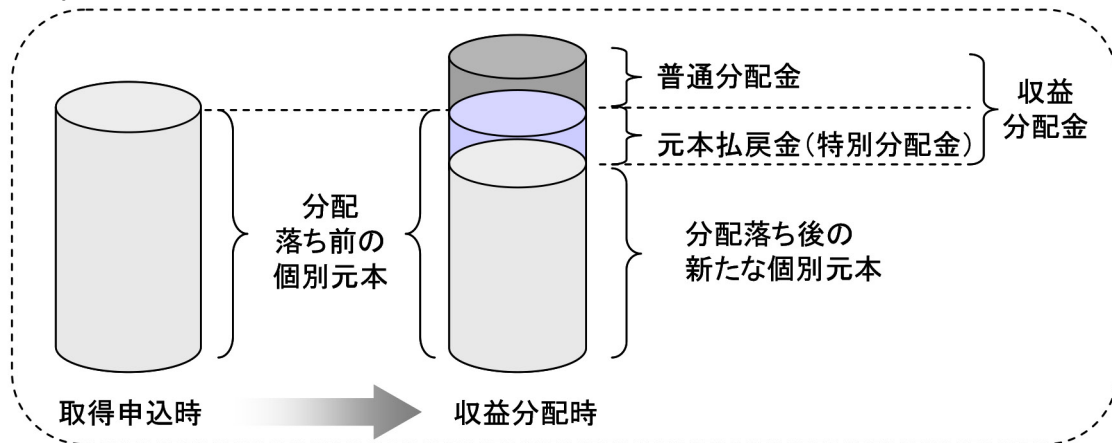 普通分配金
収益
分配金
元本払戻金(特別分配金)
分配
落ち前の
個別元本
分配落ち後の
新たな個別元本
取得申込時
収益分配時